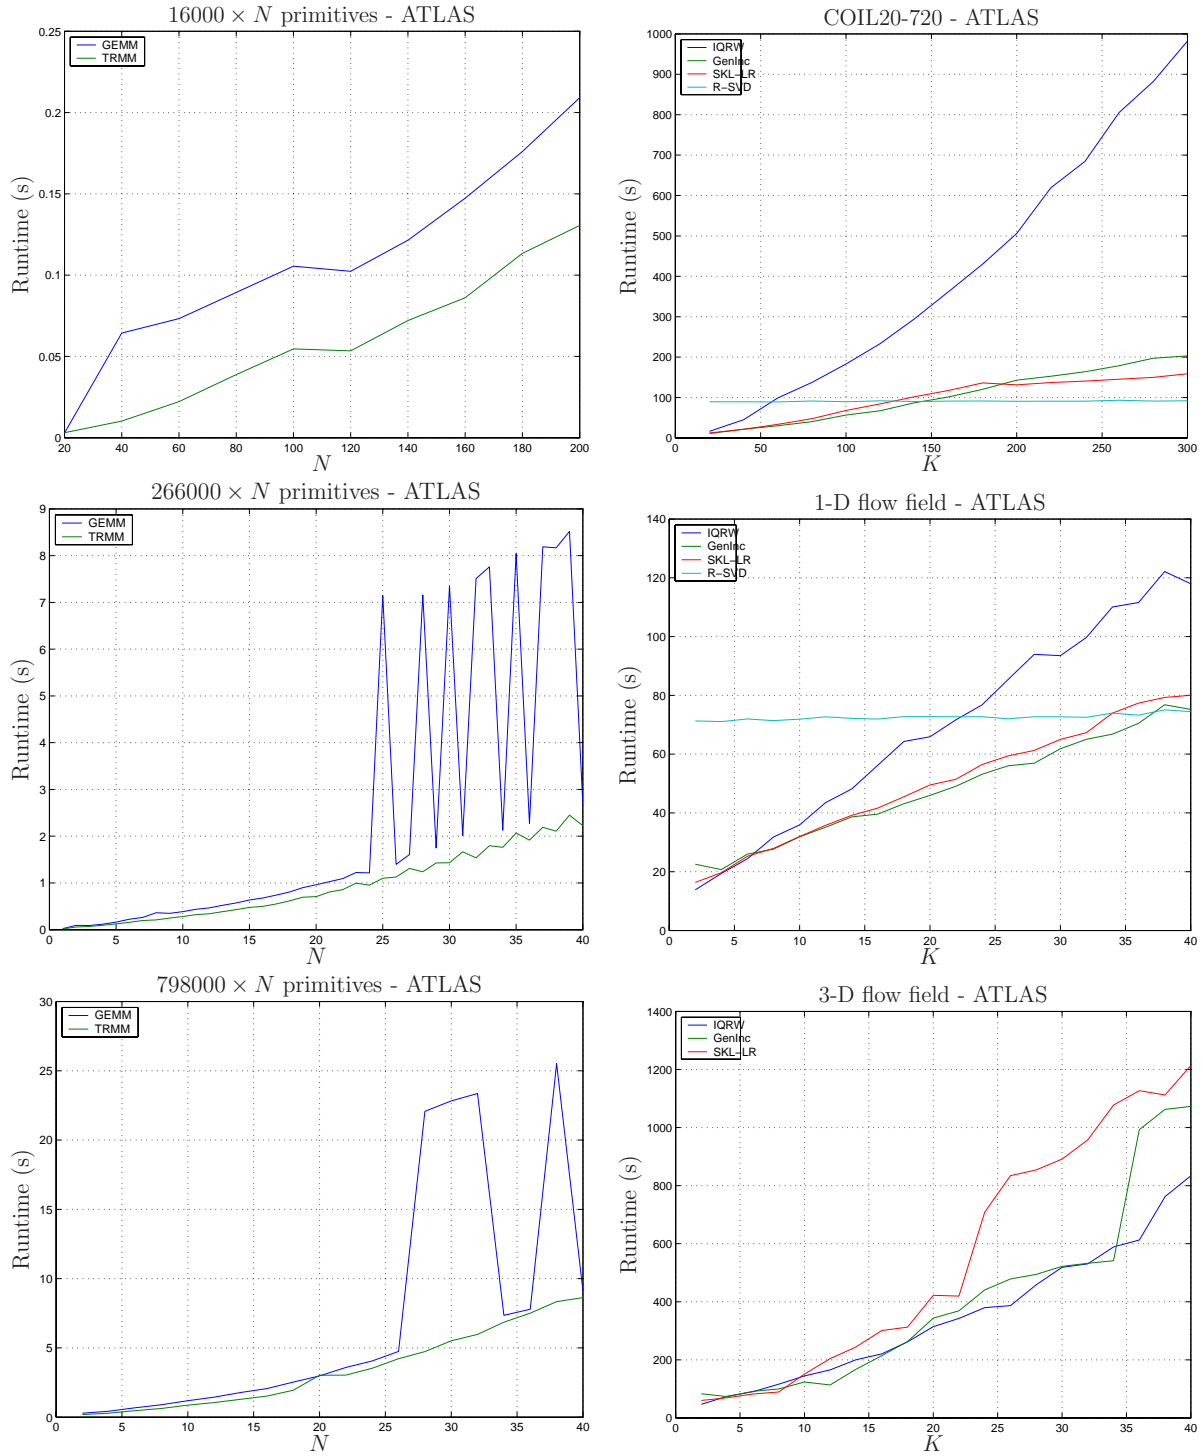 16000 × N primitives - ATLAS
GEMM
TRMM
Runtime (s)
0.25
0.2
0.15
0.1
0.05
0
20 40 60 80 100 120 140 160 180 200
N
COIL20-720 - ATLAS
IQRW
GenInc
SKL-LR
R-SVD
Runtime (s)
1000
900
800
700
600
500
400
300
200
100
0
0 50 100 150 200 250 300
K
266000 × N primitives - ATLAS
GEMM
TRMM
Runtime (s)
9
8
7
6
5
4
3
2
1
0
0 5 10 15 20 25 30 35 40
N
1-D flow field - ATLAS
IQRW
GenInc
SKL-LR
R-SVD
Runtime (s)
140
120
100
80
60
40
20
0
0 5 10 15 20 25 30 35 40
K
798000 × N primitives - ATLAS
GEMM
TRMM
Runtime (s)
30
25
20
15
10
5
0
0 5 10 15 20 25 30 35 40
N
3-D flow field - ATLAS
IQRW
GenInc
SKL-LR
Runtime (s)
1400
1200
1000
800
600
400
200
0
0 5 10 15 20 25 30 35 40
K